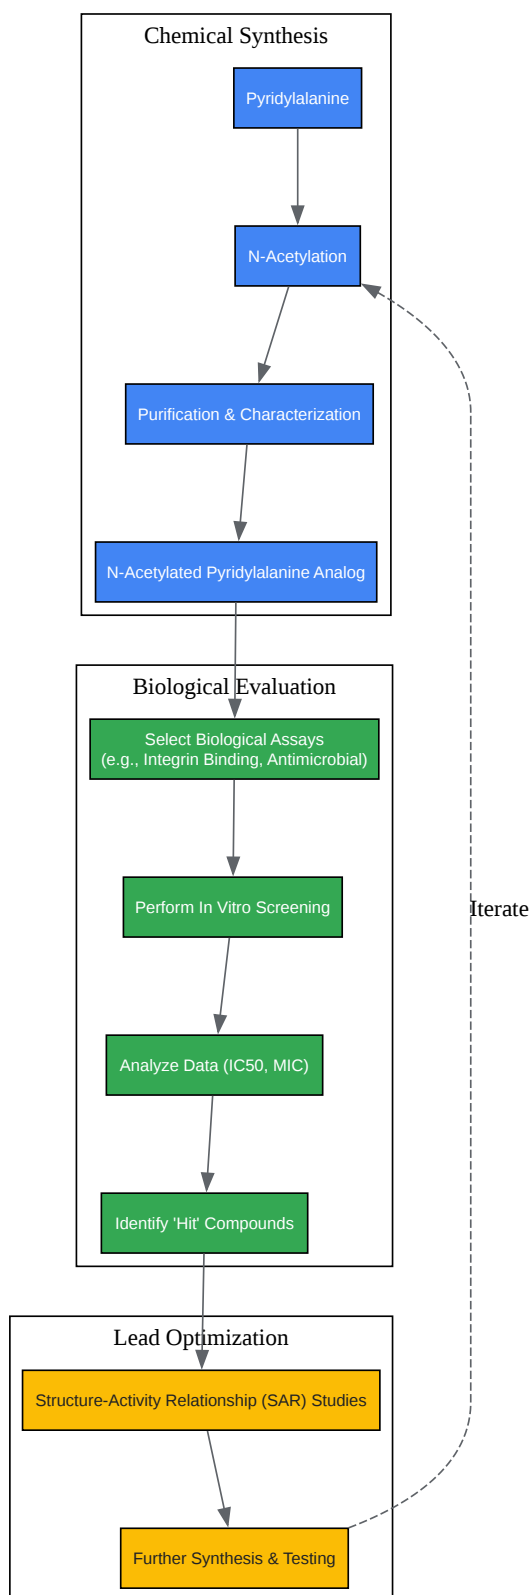 Chemical Synthesis
Pyridylalanine
N-Acetylation
Purification & Characterization
N-Acetylated Pyridylalanine Analog
Biological Evaluation
Select Biological Assays
(e.g., Integrin Binding, Antimicrobial)
Perform In Vitro Screening
Iterate
Analyze Data (IC50, MIC)
Identify 'Hit' Compounds
Lead Optimization
Structure-Activity Relationship (SAR) Studies
Further Synthesis & Testing